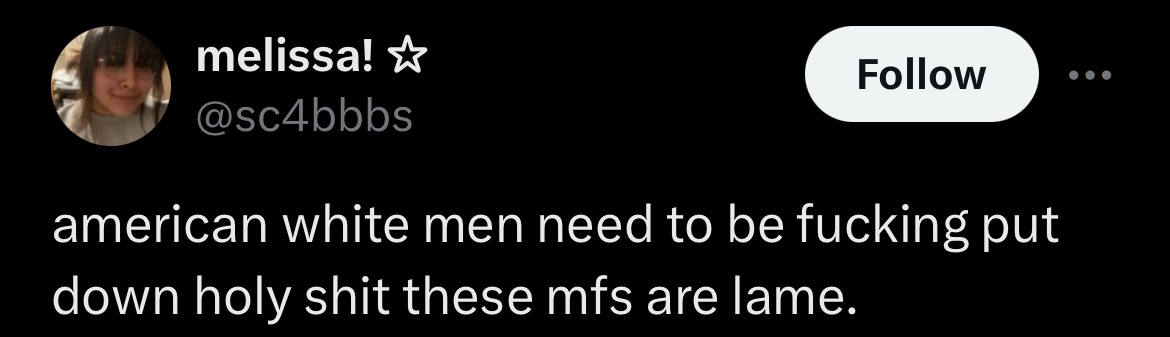 melissa! ☆
@sc4bbbs
Follow
american white men need to be fucking put
down holy shit these mfs are lame.